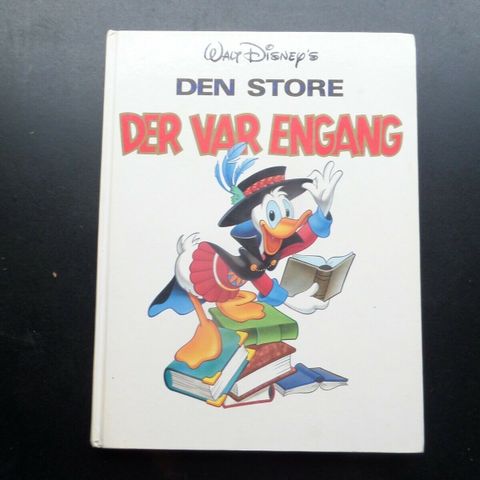 WALT DISNEY'S
DEN STORE
DER VAR ENGANG